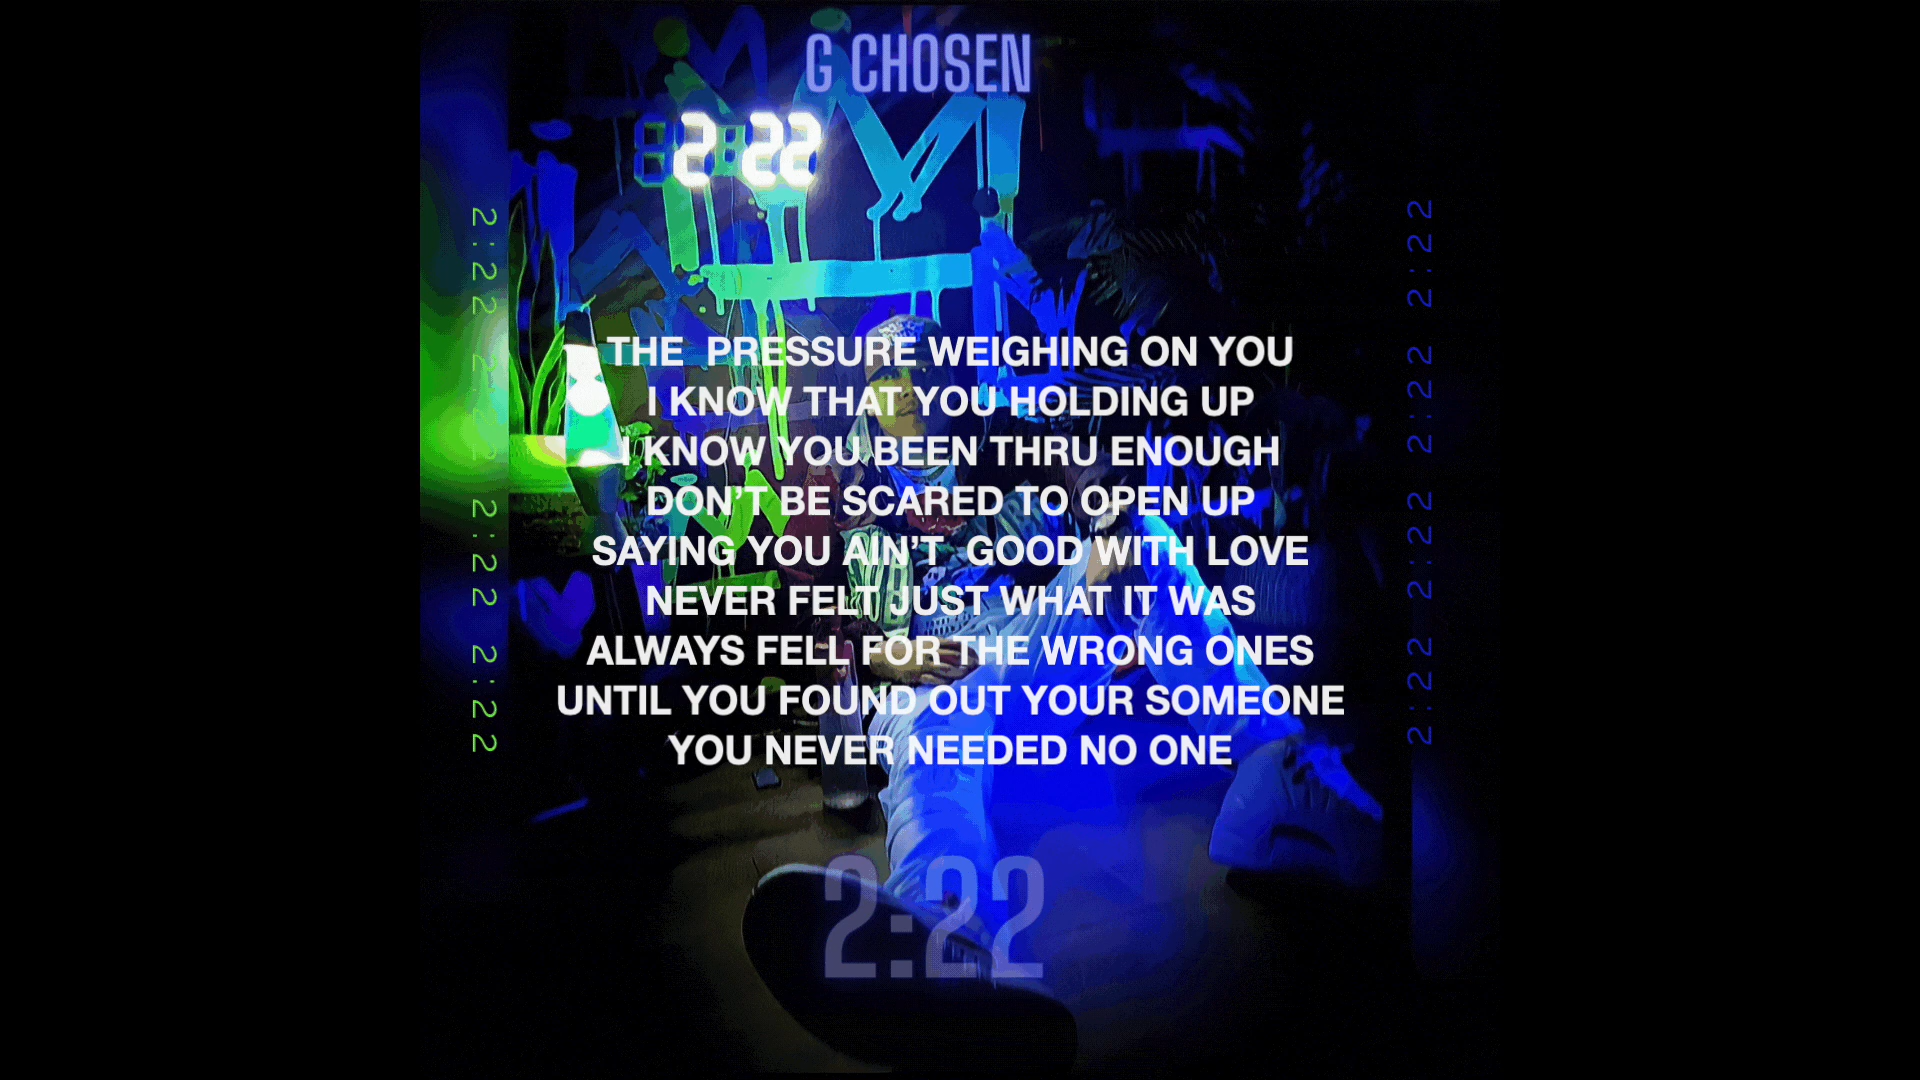 G CHOSEN
2:22
2:22 2:22 2:22 2:22
2:22 2:22 2:22 2:22
THE  PRESSURE WEIGHING ON YOU
I KNOW THAT YOU HOLDING UP
I KNOW YOU BEEN THRU ENOUGH
DON’T BE SCARED TO OPEN UP
SAYING YOU AIN’T  GOOD WITH LOVE
NEVER FELT JUST WHAT IT WAS
ALWAYS FELL FOR THE WRONG ONES
UNTIL YOU FOUND OUT YOUR SOMEONE
YOU NEVER NEEDED NO ONE
2:22